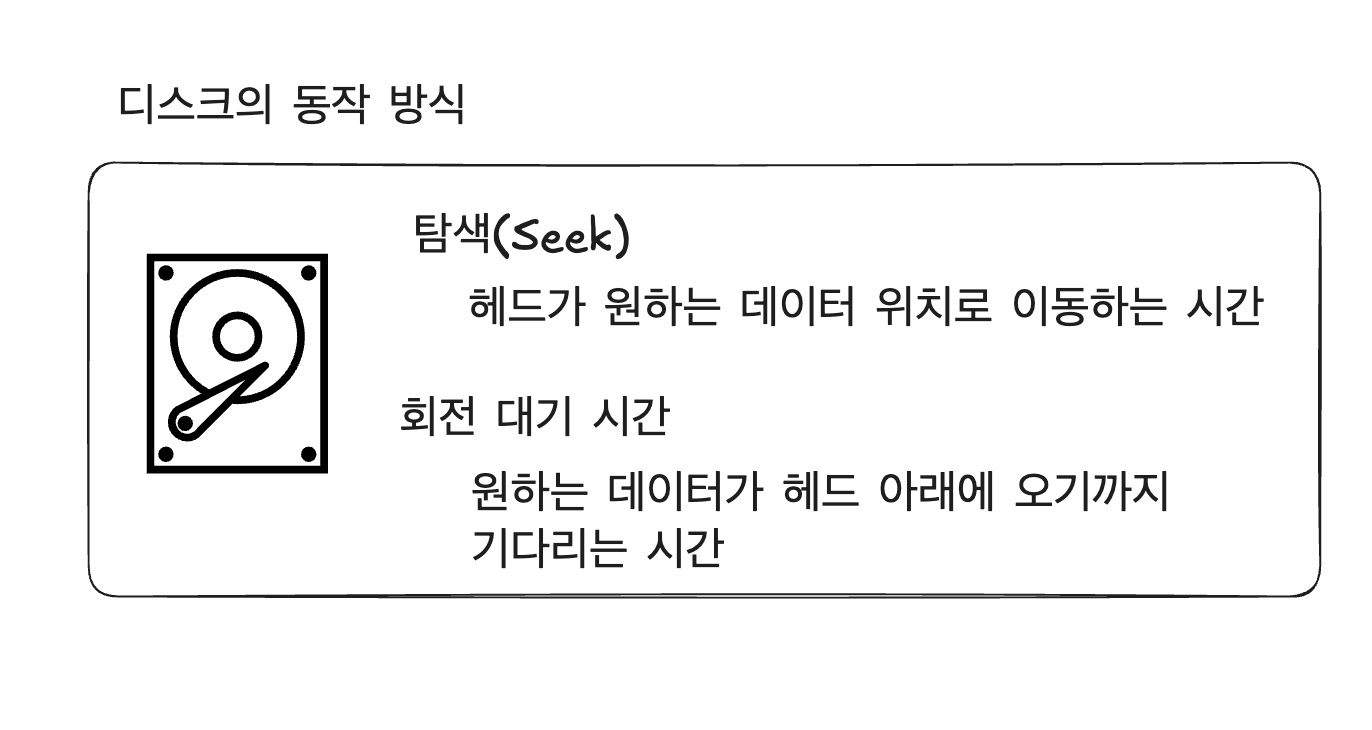 디스크의 동작 방식
탐색(Seek)
헤드가 원하는 데이터 위치로 이동하는 시간
회전 대기 시간
원하는 데이터가 헤드 아래에 오기까지
기다리는 시간